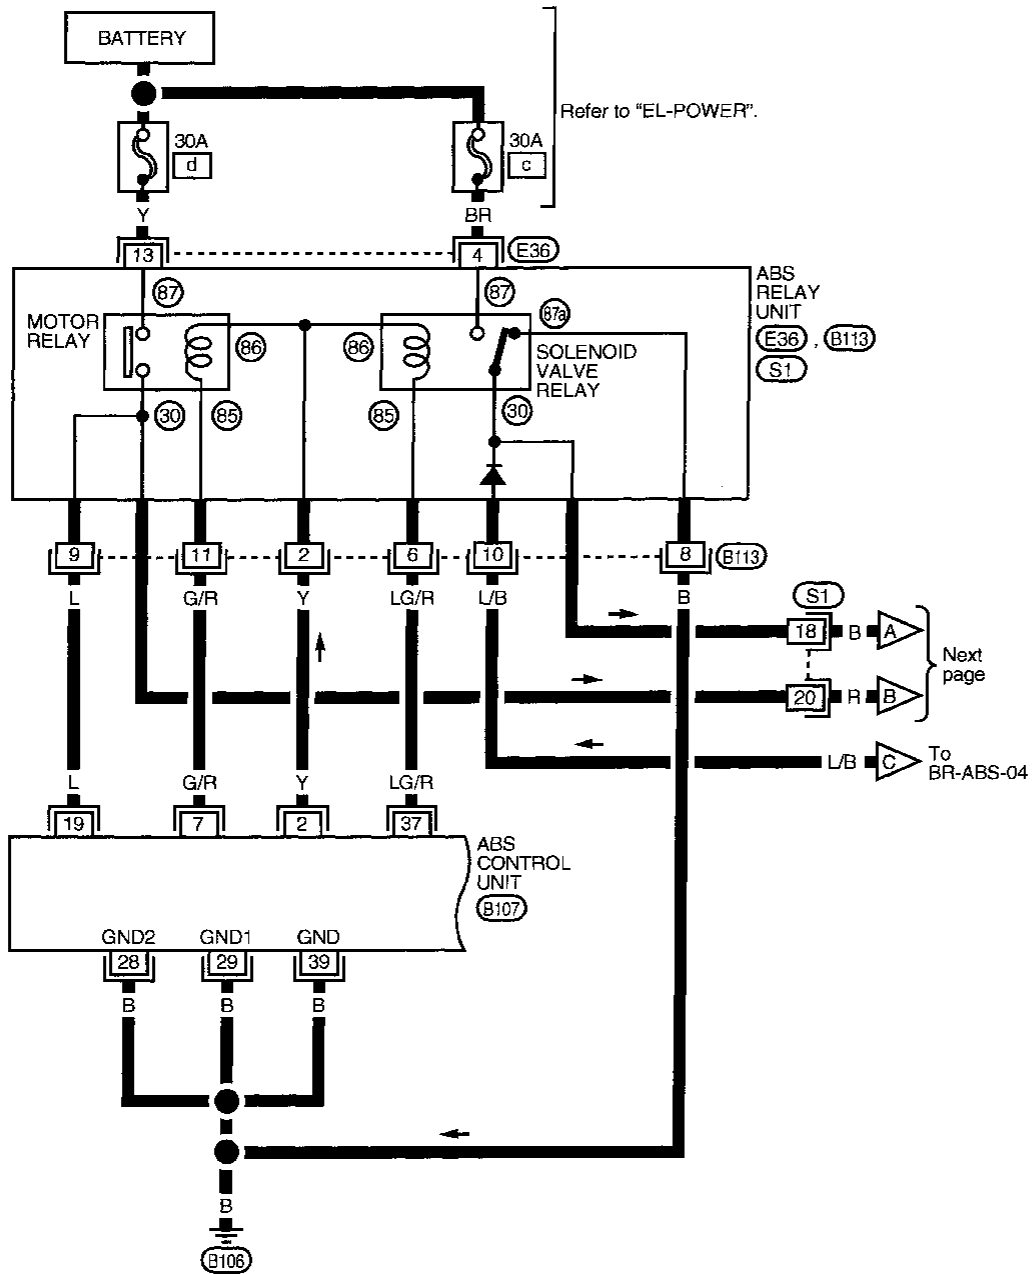 BATTERY
Refer to "EL-POWER".
30A
d
30A
c
Y
BR
13
4
E36
ABS
RELAY
UNIT
E36 , B113
S1
87
87
87a
MOTOR
RELAY
86
86
SOLENOID
VALVE
RELAY
30
85
85
30
9
11
2
6
10
8
B113
L
G/R
Y
LG/R
L/B
B
S1
18
B
A
Next
page
20
R
B
L/B
C
To
BR-ABS-04
L
G/R
Y
LG/R
19
7
2
37
ABS
CONTROL
UNIT
B107
GND2
GND1
GND
28
29
39
B
B
B
B
B106